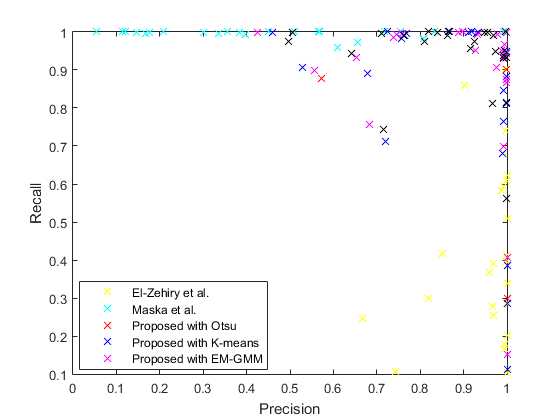 1
0.9
0.8
0.7
0.6
0.5
0.4
0.3
0.2
0.1
Recall
El-Zehiry et al.
Maska et al.
Proposed with Otsu
Proposed with K-means
Proposed with EM-GMM
0 0.1 0.2 0.3 0.4 0.5 0.6 0.7 0.8 0.9 1
Precision